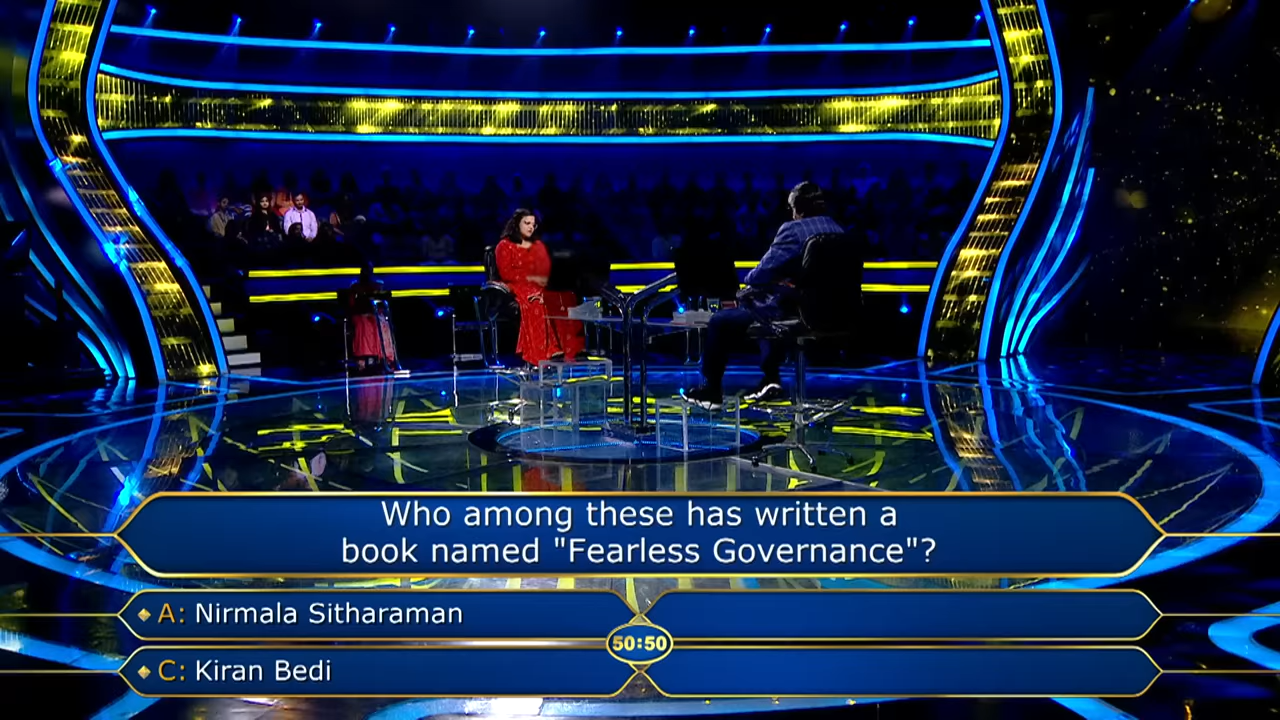 Who among these has written a
book named "Fearless Governance"?
A: Nirmala Sitharaman
50:50
C: Kiran Bedi